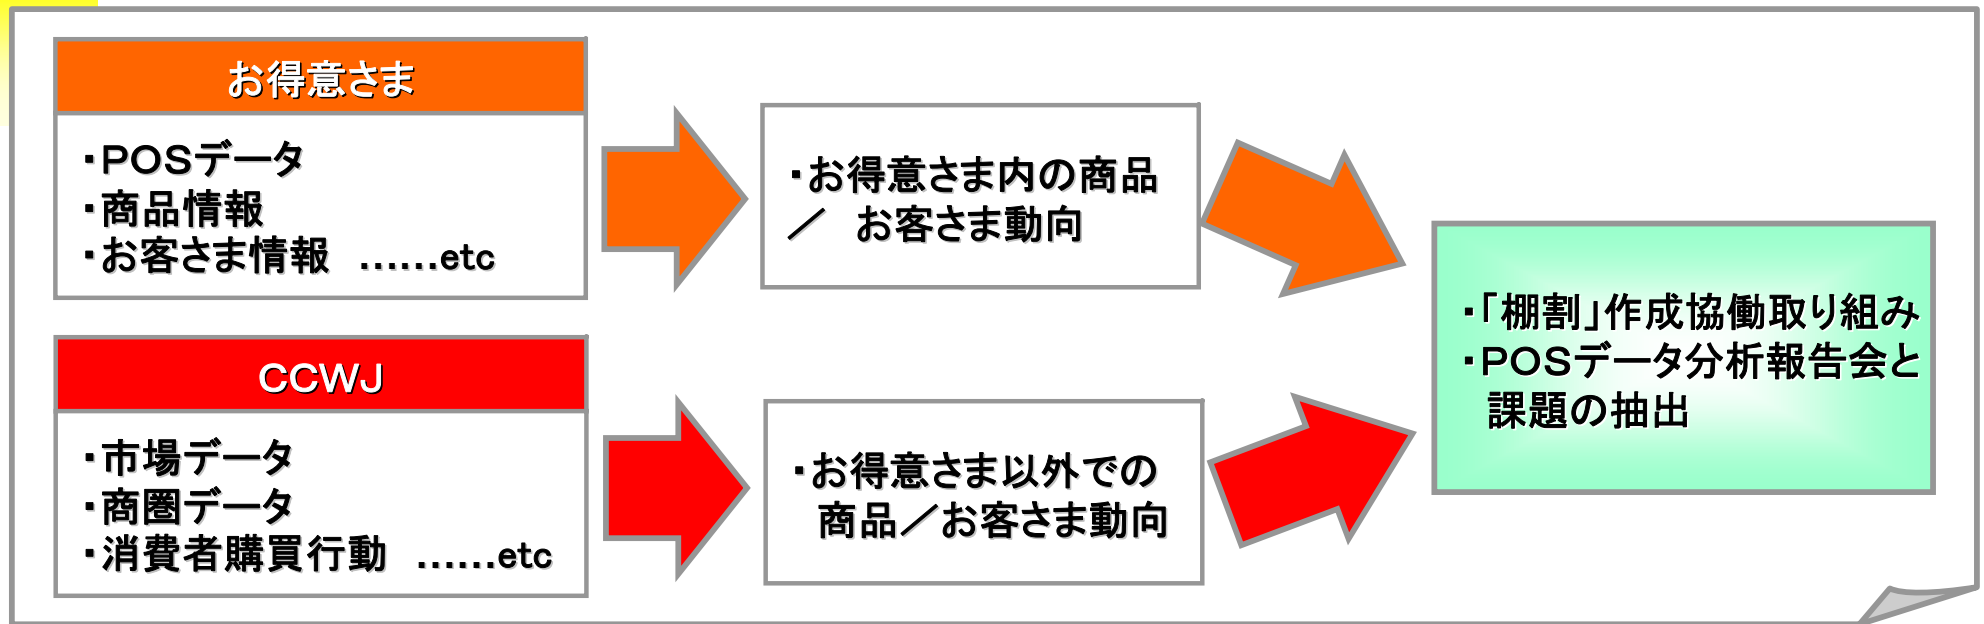 お得意さま
・POSデータ
・商品情報
・お客さま情報　……etc
・お得意さま内の商品
／　お客さま動向
CCWJ
・市場データ
・商圏データ
・消費者購買行動　……etc
・お得意さま以外での
商品／お客さま動向
・「棚割」作成協働取り組み
・POSデータ分析報告会と
課題の抽出